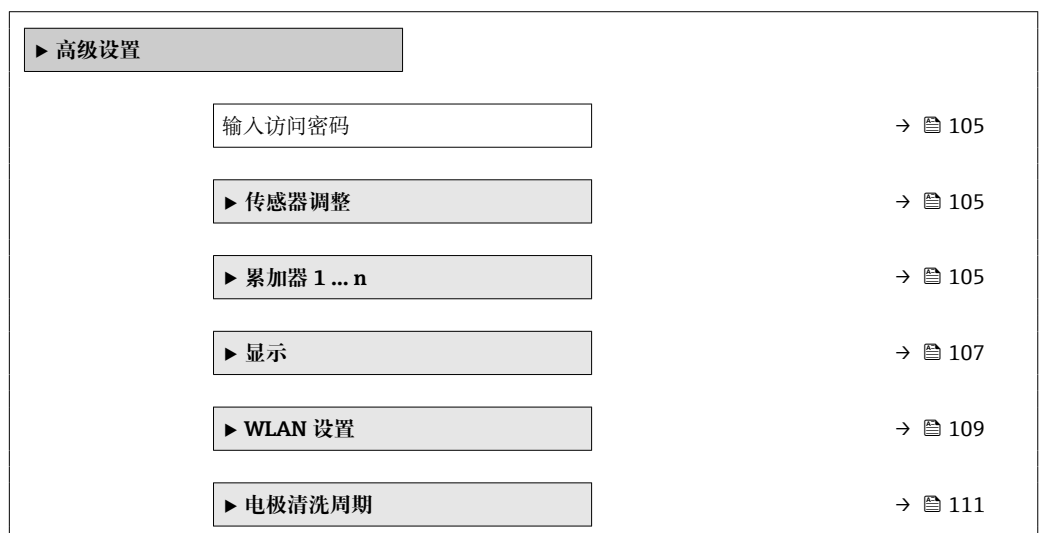 ▶ 高级设置
输入访问密码 → 🖹 105
▶ 传感器调整 → 🖹 105
▶ 累加器 1 ... n → 🖹 105
▶ 显示 → 🖹 107
▶ WLAN 设置 → 🖹 109
▶ 电极清洗周期 → 🖹 111